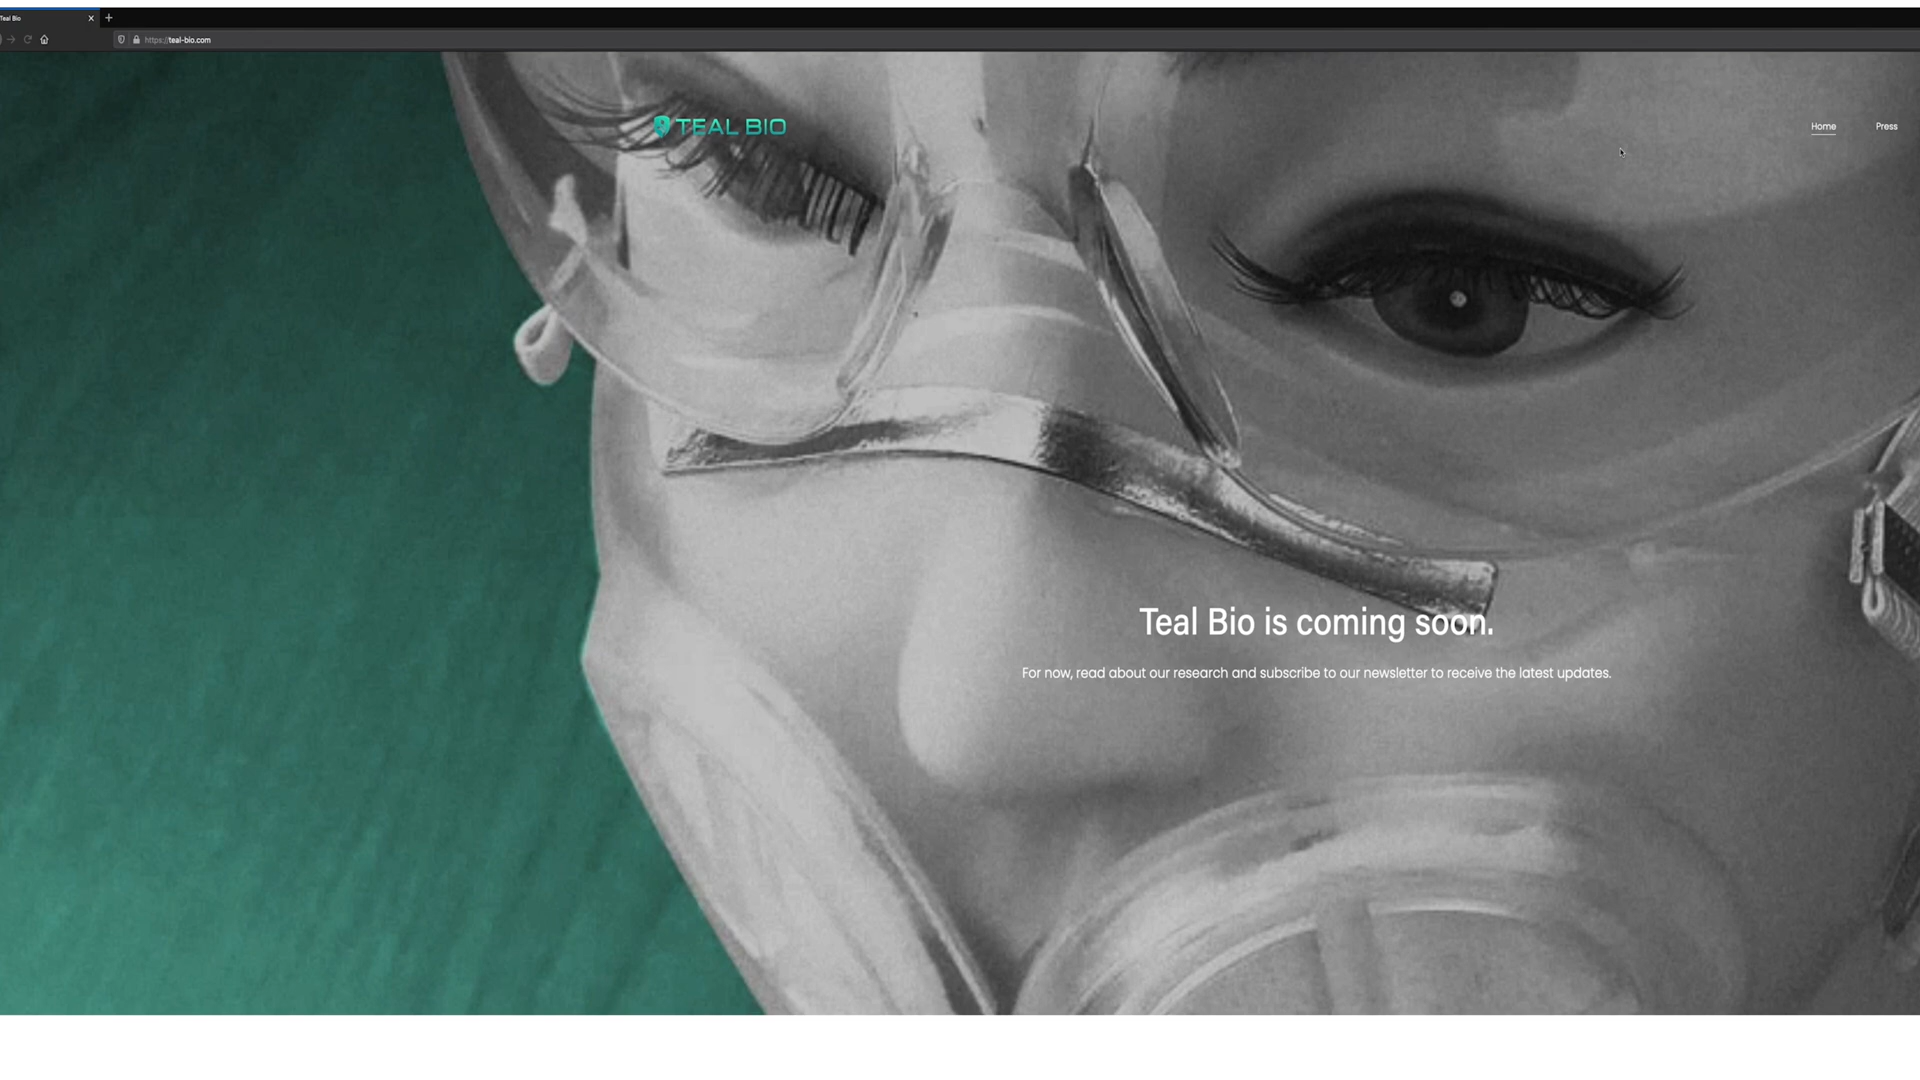 Teal Bio
https://teal-bio.com
TEAL BIO
Home
Press
Teal Bio is coming soon.
For now, read about our research and subscribe to our newsletter to receive the latest updates.